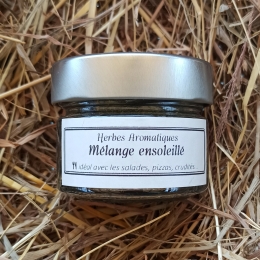 Herbes Aromatiques
Mélange ensoleillé
idéal avec les salades, pizzas, crudités...